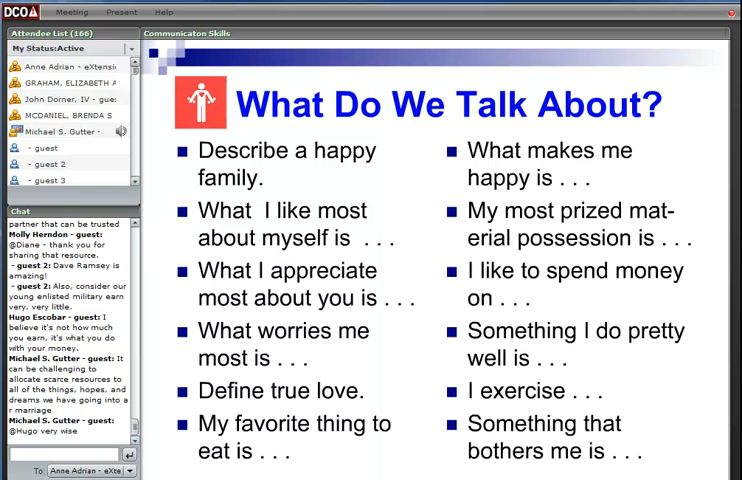 DCO
Meeting
Present
Help
Attendee List (166)
My Status:Active
Anne Adrian - eXtensi
GRAHAM, ELIZABETH A
John Dorner, IV - gue
MCDANIEL, BRENDA S
Michael S. Gutter -
- guest
- guest 2
- guest 3
Chat
partner that can be trusted
Molly Herndon - guest:
@Diane - thank you for
sharing that resource.
- guest 2: Dave Ramsey is
amazing!
- guest 2: Also, consider our
young enlisted military earn
very, very little.
Hugo Escobar - guest: I
believe it's not how much
you earn, it's what you do
with your money.
Michael S. Gutter - guest: It
can be challenging to
allocate scarce resources to
all of the things, hopes, and
dreams we have going into a
r marriage
Michael S. Gutter - guest:
@Hugo very wise
To:
Anne Adrian - eXte
Communicaton Skills
What Do We Talk About?
Describe a happy
family.
What I like most
about myself is . . .
What I appreciate
most about you is . . .
What worries me
most is . . .
Define true love.
My favorite thing to
eat is . . .
What makes me
happy is . . .
My most prized mat-
erial possession is . . .
I like to spend money
on . . .
Something I do pretty
well is . . .
I exercise . . .
Something that
bothers me is . . .